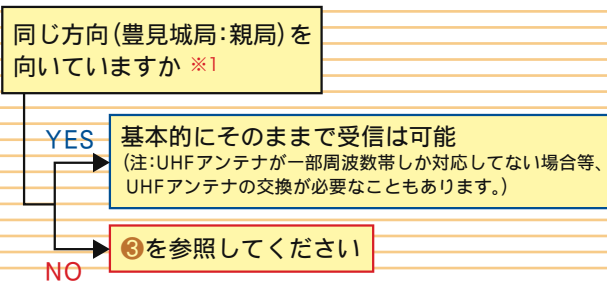 同じ方向(豊見城局:親局)を
向いていますか ※1
YES
基本的にそのままで受信は可能
(注:UHFアンテナが一部周波数帯しか対応してない場合等、
UHFアンテナの交換が必要なこともあります。)
❸を参照してください
NO